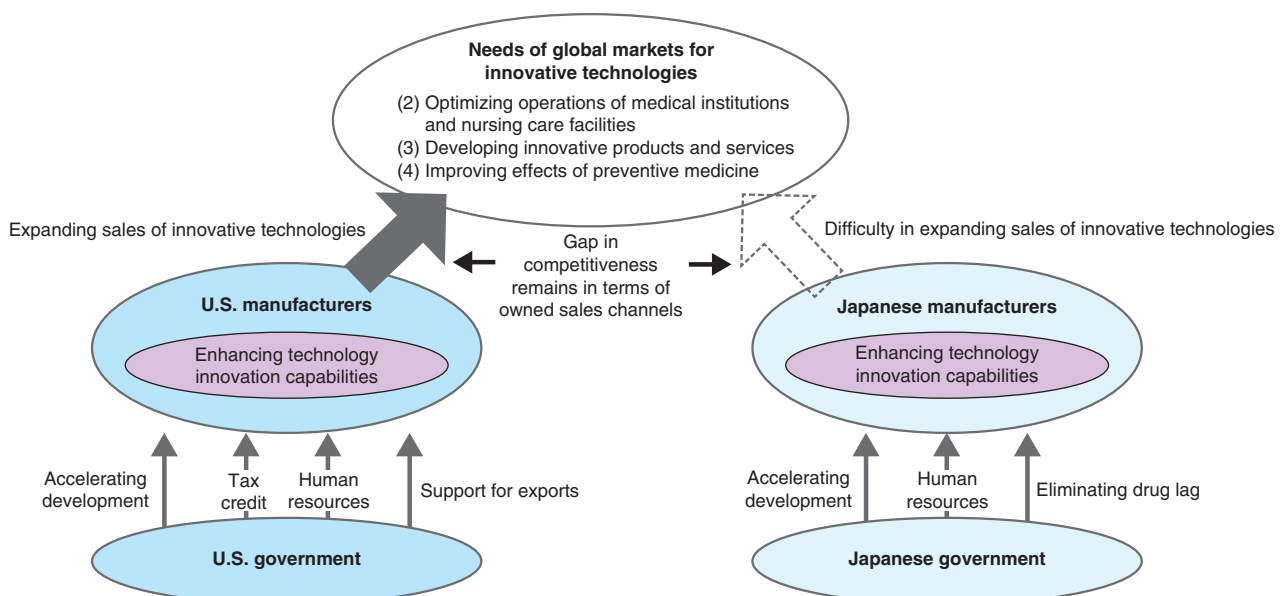 Needs of global markets for
innovative technologies
(2) Optimizing operations of medical institutions
and nursing care facilities
(3) Developing innovative products and services
(4) Improving effects of preventive medicine
Expanding sales of innovative technologies
Gap in
competitiveness
remains in terms of
owned sales channels
Difficulty in expanding sales of innovative technologies
U.S. manufacturers
Enhancing technology
innovation capabilities
Japanese manufacturers
Enhancing technology
innovation capabilities
Accelerating
development
Tax
credit
Human
resources
Support for exports
Accelerating
development
Human
resources
Eliminating drug lag
U.S. government
Japanese government